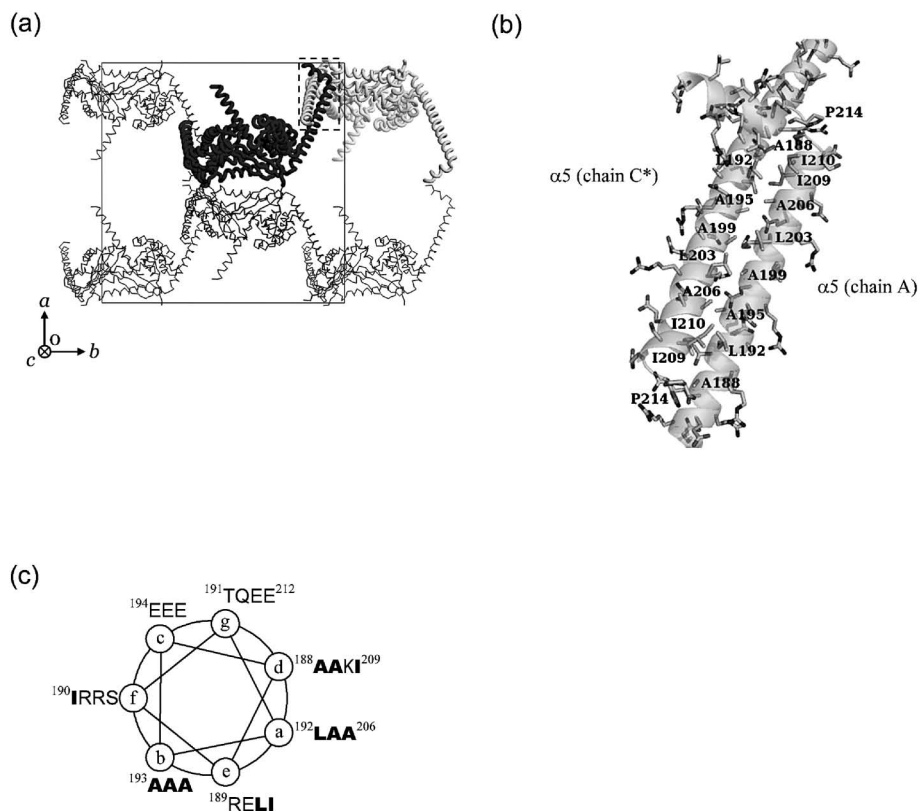 (a)
a
o
c
b
(b)
P214
A188
L192
I210
I209
α5 (chain C*)
A195
A206
A199
L203
L203
A199
A206
α5 (chain A)
A195
I210
L192
I209
A188
P214
(c)
¹⁹¹TQEE²¹²
¹⁹⁴EEE
g
c
d
¹⁸⁸AAKI²⁰⁹
¹⁹⁰IRRS
f
a
¹⁹²LAA²⁰⁶
b
e
¹⁹³AAA
¹⁸⁹RELI